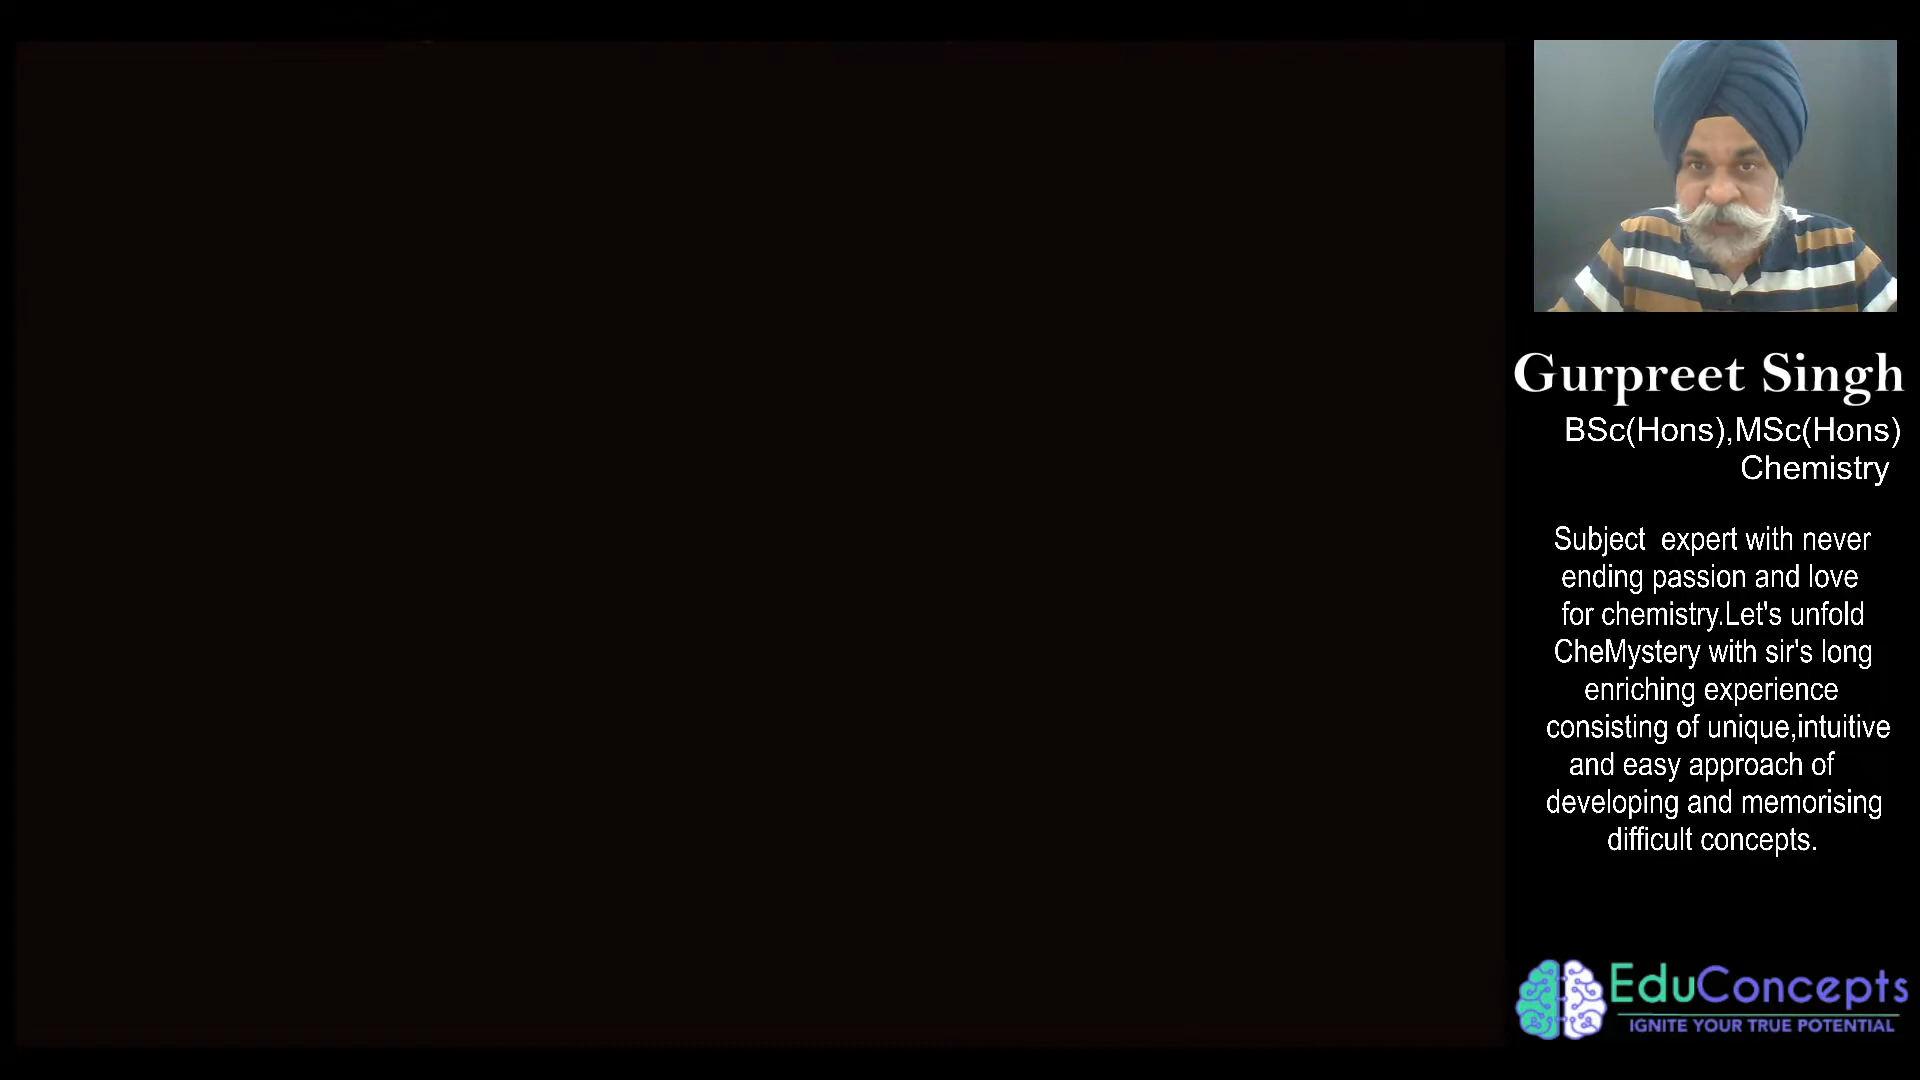 Gurpreet Singh
BSc(Hons),MSc(Hons)
Chemistry
Subject expert with never
ending passion and love
for chemistry.Let's unfold
CheMystery with sir's long
enriching experience
consisting of unique,intuitive
and easy approach of
developing and memorising
difficult concepts.
EduConcepts
IGNITE YOUR TRUE POTENTIAL